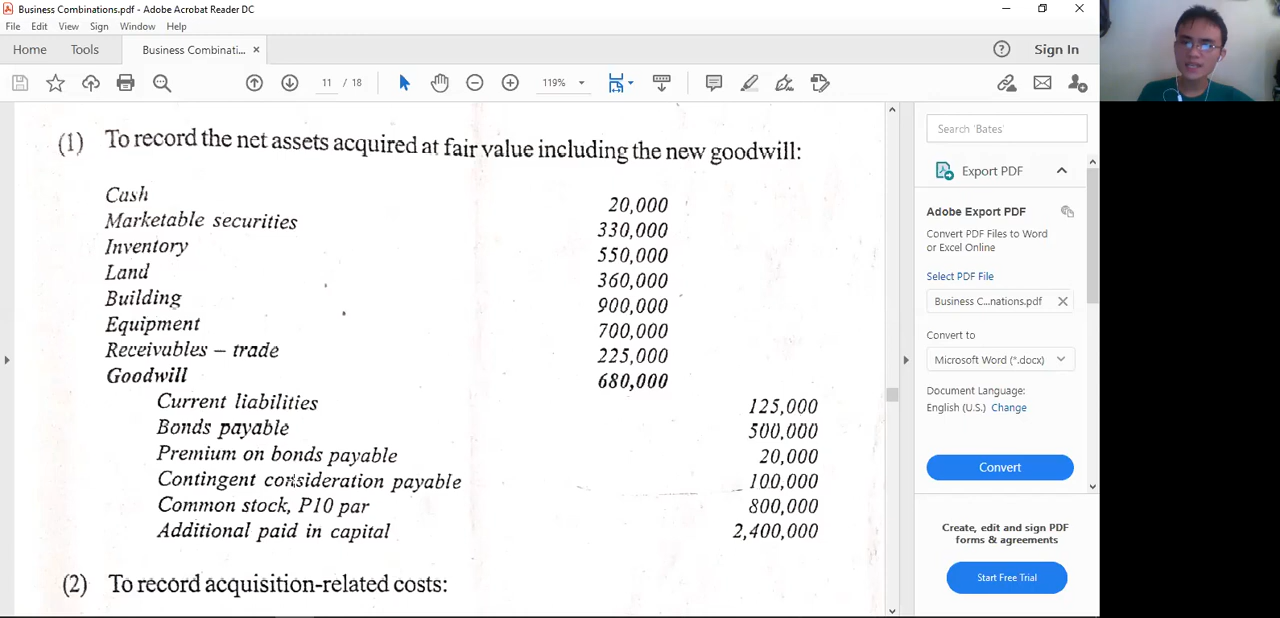 Business Combinations.pdf - Adobe Acrobat Reader DC
File Edit View Sign Window Help
Home Tools Business Combinati... × Sign In
11 / 18 119%
(1) To record the net assets acquired at fair value including the new goodwill:
Cash 20,000
Marketable securities 330,000
Inventory 550,000
Land 360,000
Building 900,000
Equipment 700,000
Receivables – trade 225,000
Goodwill 680,000
Current liabilities 125,000
Bonds payable 500,000
Premium on bonds payable 20,000
Contingent consideration payable 100,000
Common stock, P10 par 800,000
Additional paid in capital 2,400,000
(2) To record acquisition-related costs:
Search 'Bates'
Export PDF
Adobe Export PDF
Convert PDF Files to Word
or Excel Online
Select PDF File
Business C...nations.pdf
Convert to
Microsoft Word (*.docx)
Document Language:
English (U.S.) Change
Convert
Create, edit and sign PDF
forms & agreements
Start Free Trial